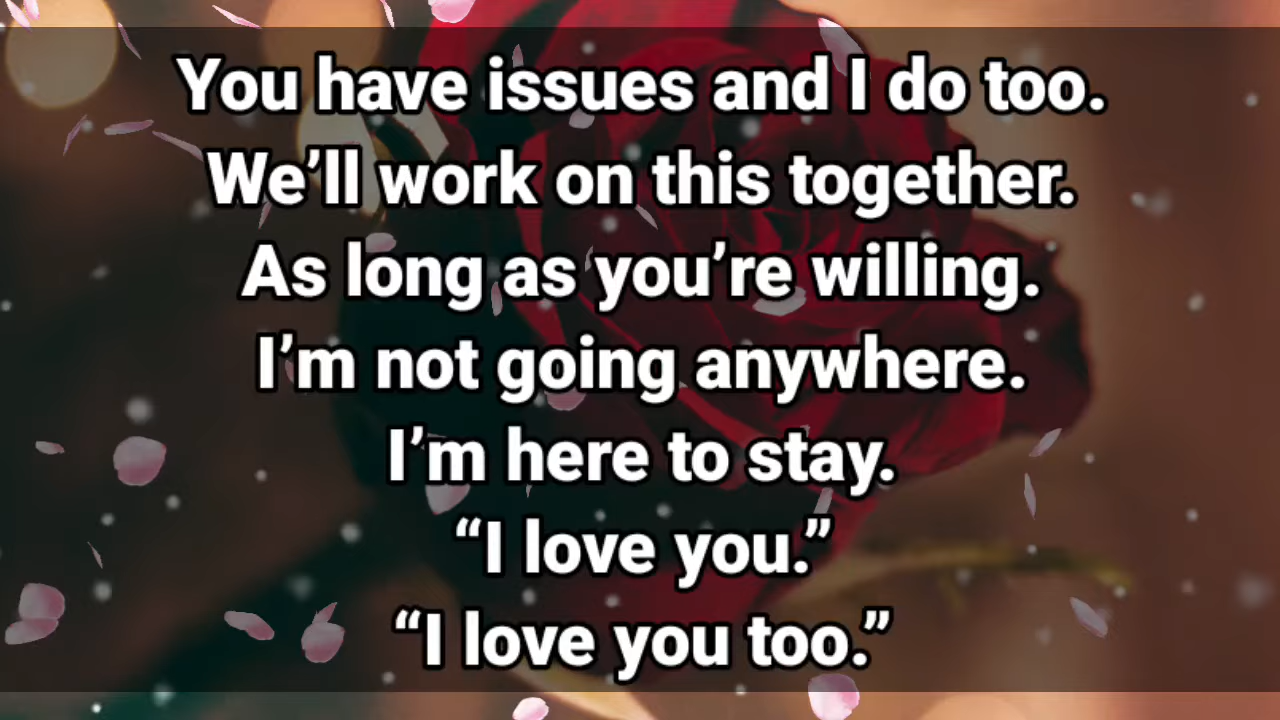 You have issues and I do too.
We’ll work on this together.
As long as you’re willing.
I’m not going anywhere.
I’m here to stay.
“I love you.”
“I love you too.”